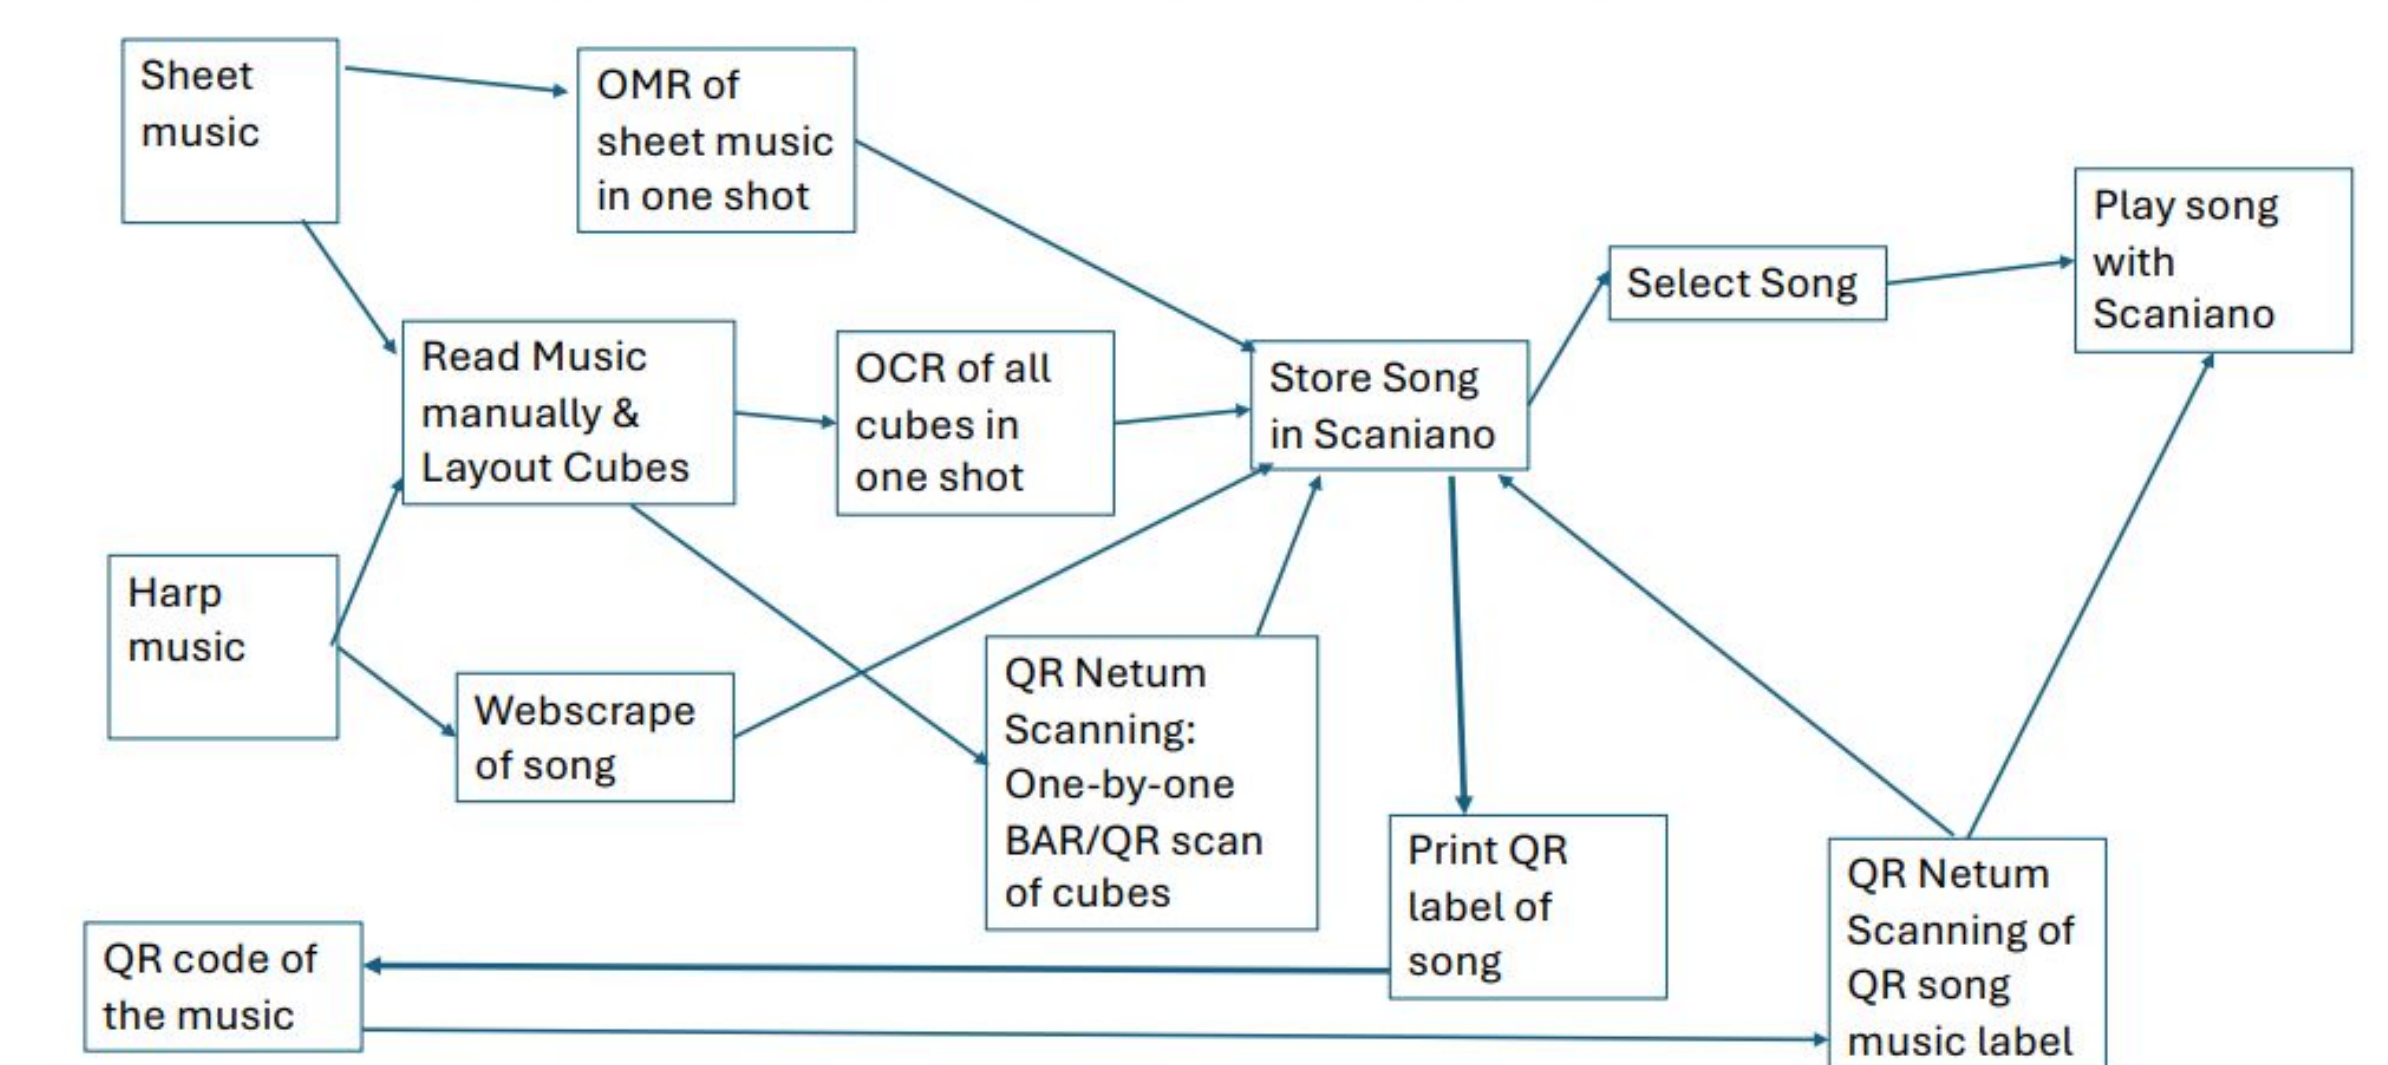 Sheet
music
OMR of
sheet music
in one shot
Play song
with
Scaniano
Select Song
Read Music
manually &
Layout Cubes
OCR of all
cubes in
one shot
Store Song
in Scaniano
Harp
music
Webscrape
of song
QR Netum
Scanning:
One-by-one
BAR/QR scan
of cubes
Print QR
label of
song
QR Netum
Scanning of
QR song
music label
QR code of
the music